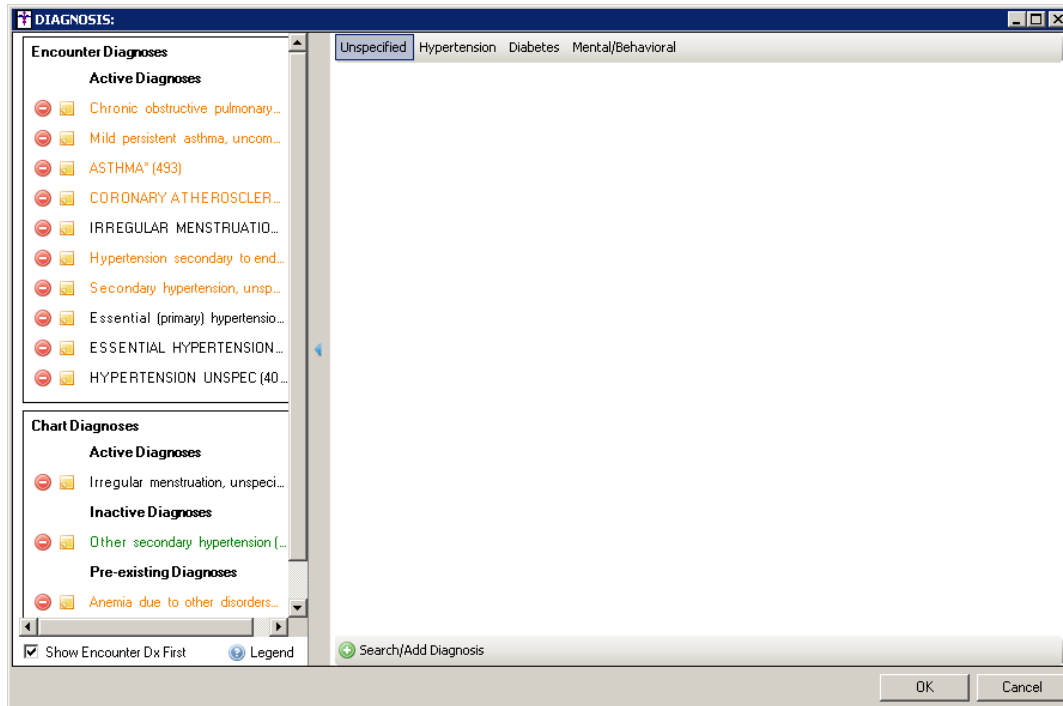 DIAGNOSIS:
Encounter Diagnoses
Active Diagnoses
Chronic obstructive pulmonary...
Mild persistent asthma, uncom...
ASTHMA* (493)
CORONARY ATHEROSCLER...
IRREGULAR MENSTRUATIO...
Hypertension secondary to end...
Secondary hypertension, unsp...
Essential (primary) hypertensio...
ESSENTIAL HYPERTENSION...
HYPERTENSION UNSPEC (40...
Chart Diagnoses
Active Diagnoses
Irregular menstruation, unspeci...
Inactive Diagnoses
Other secondary hypertension (...
Pre-existing Diagnoses
Anemia due to other disorders...
Show Encounter Dx First Legend
Unspecified Hypertension Diabetes Mental/Behavioral
Search/Add Diagnosis
OK Cancel